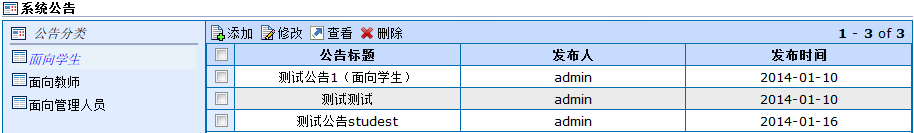 系统公告
公告分类
面向学生
面向教师
面向管理人员
添加 修改 查看 删除 1 - 3 of 3
公告标题 发布人 发布时间
测试公告1（面向学生） admin 2014-01-10
测试测试 admin 2014-01-10
测试公告studest admin 2014-01-16